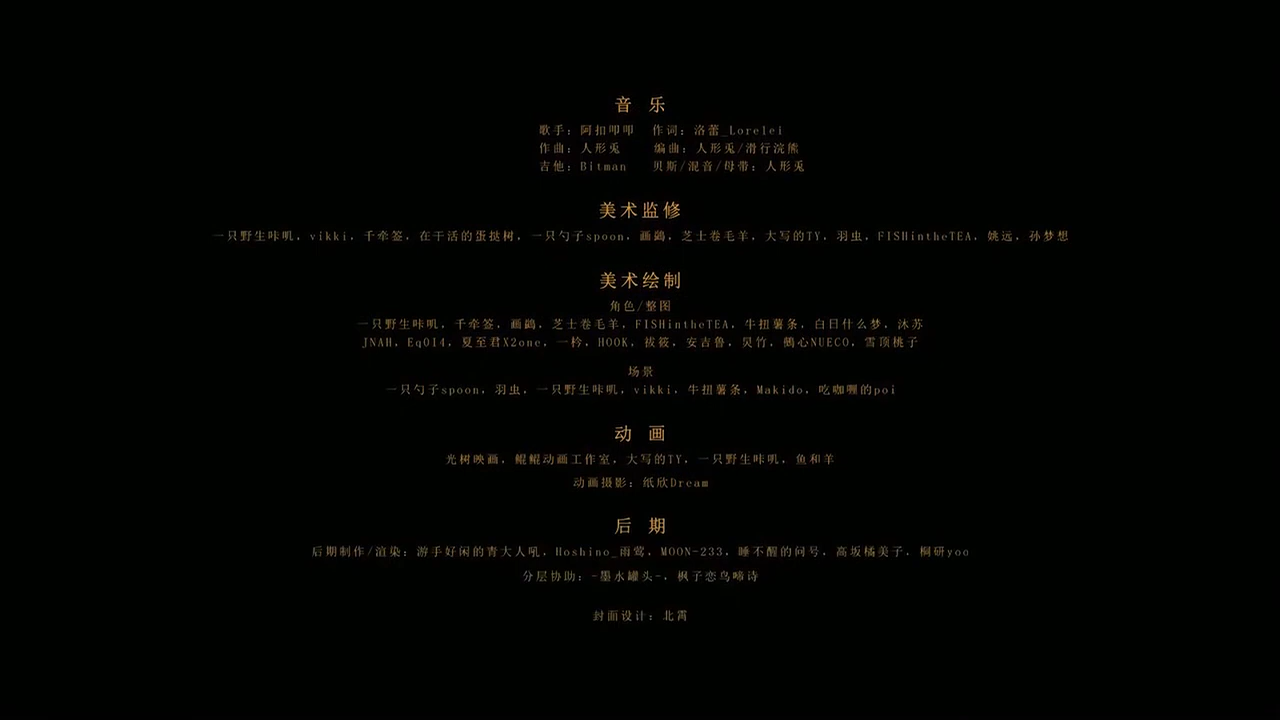 音 乐
歌手：阿扣叩叩 作词：洛蕾_Lorelei
作曲：人形兎 编曲：人形兎/滑行浣熊
吉他：Bitman 贝斯/混音/母带：人形兎
美术监修
一只野生咔叽，vikki，千牵签，在干活的蛋挞树，一只勺子spoon，画鹢，芝士卷毛羊，大写的TY，羽虫，FISHintheTEA，姚远，孙梦想
美术绘制
角色/整图
一只野生咔叽，千牵签，画鹢，芝士卷毛羊，FISHintheTEA，牛扭薯条，白日什么梦，沐苏
JNAH，Eq014，夏至君X2one，一枔，HOOK，祓筱，安吉鲁，炅竹，鹌心NUECO，雪顶桃子
场景
一只勺子spoon，羽虫，一只野生咔叽，vikki，牛扭薯条，Makido，吃咖喱的poi
动 画
光树映画，鲲鲲动画工作室，大写的TY，一只野生咔叽，鱼和羊
动画摄影：纸欣Dream
后 期
后期制作/渲染：游手好闲的青大人吼，Hoshino_雨莺，MOON-233，睡不醒的问号，高坂橘美子，桐研yoo
分层协助：-墨水罐头-，枫子恋鸟啼诗
封面设计：北霄